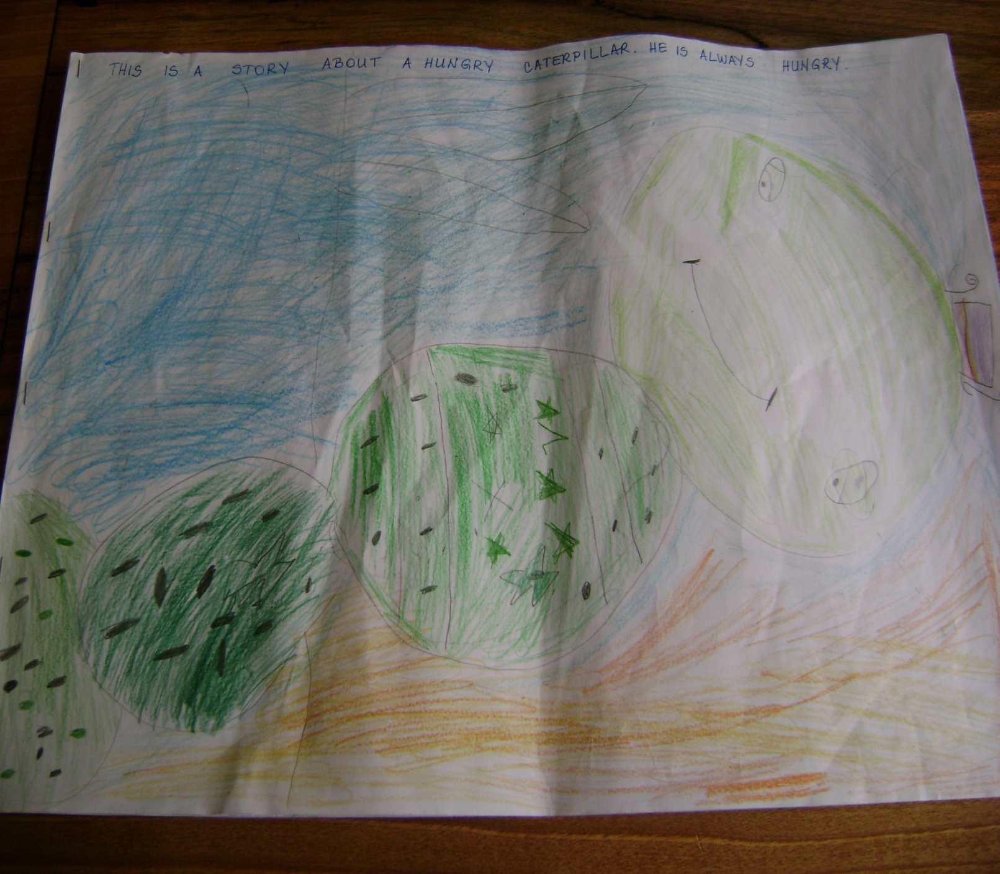 THIS IS A STORY ABOUT A HUNGRY CATERPILLAR. HE IS ALWAYS HUNGRY.